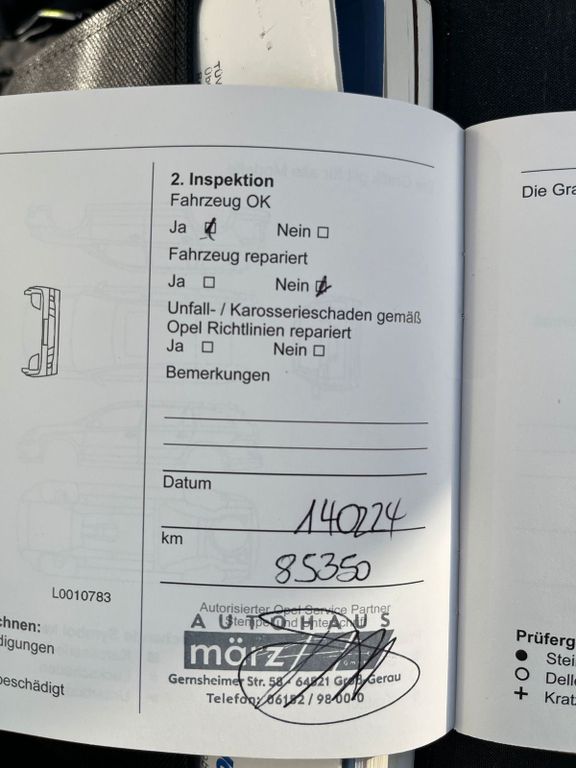 TÜV
2. Inspektion
Fahrzeug OK
Ja Nein
Fahrzeug repariert
Ja Nein
Unfall- / Karosserieschaden gemäß
Opel Richtlinien repariert
Ja Nein
Bemerkungen
Datum
140224
km
85350
Autorisierter Opel Service Partner
Stempel und Unterschrift
AUTOHAUS
märz
Gernsheimer Str. 58 - 64521 Groß-Gerau
Telefon: 06152 / 98 00-0
L0010783
chnen:
digungen
beschädigt
Die Gra
Prüferg
Stei
Delle
Kratz